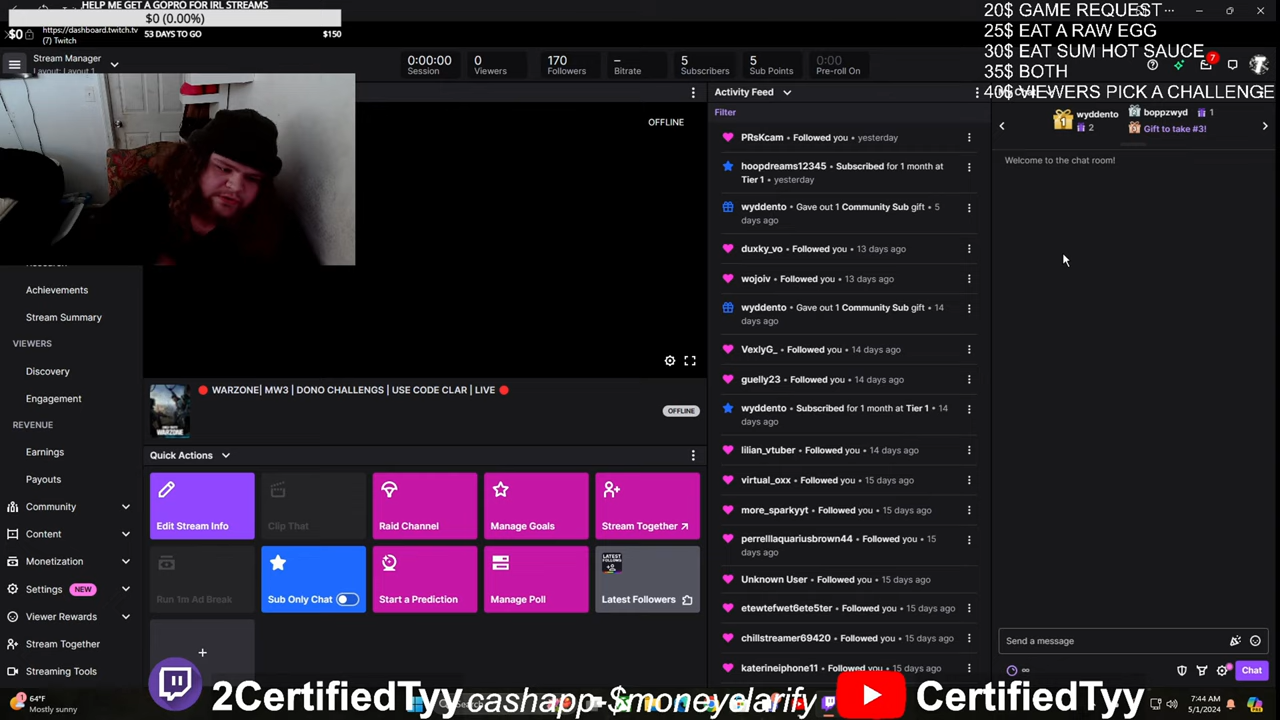 HELP ME GET A GOPRO FOR IRL STREAMS
$0 (0.00%)
$0
https://dashboard.twitch.tv
(7) Twitch
53 DAYS TO GO
$150
20$ GAME REQUEST
25$ EAT A RAW EGG
30$ EAT SUM HOT SAUCE
35$ BOTH
40$ VIEWERS PICK A CHALLENGE
Stream Manager
Layout: Layout 1
0:00:00
Session
0
Viewers
170
Followers
–
Bitrate
5
Subscribers
5
Sub Points
0:00
Pre-roll On
7
OFFLINE
Achievements
Stream Summary
VIEWERS
Discovery
Engagement
REVENUE
Earnings
Payouts
Community
Content
Monetization
Settings NEW
Viewer Rewards
Stream Together
Streaming Tools
🔴 WARZONE| MW3 | DONO CHALLENGS | USE CODE CLAR | LIVE 🔴
OFFLINE
Quick Actions
Edit Stream Info
Clip That
Raid Channel
Manage Goals
Stream Together
Run 1m Ad Break
Sub Only Chat
Start a Prediction
Manage Poll
LATEST FOLLOWS
Latest Followers
+
Activity Feed
Filter
PRsKcam • Followed you • yesterday
hoopdreams12345 • Subscribed for 1 month at
Tier 1 • yesterday
wyddento • Gave out 1 Community Sub gift • 5
days ago
duxky_vo • Followed you • 13 days ago
wojoiv • Followed you • 13 days ago
wyddento • Gave out 1 Community Sub gift • 14
days ago
VexlyG_ • Followed you • 14 days ago
guelly23 • Followed you • 14 days ago
wyddento • Subscribed for 1 month at Tier 1 • 14
days ago
lilian_vtuber • Followed you • 14 days ago
virtual_oxx • Followed you • 15 days ago
more_sparkyyt • Followed you • 15 days ago
perrelllaquariusbrown44 • Followed you • 15
days ago
Unknown User • Followed you • 15 days ago
etewtefwet6ete5ter • Followed you • 15 days ago
chillstreamer69420 • Followed you • 15 days ago
katerineiphone11 • Followed you • 15 days ago
1 wyddento
2
boppzwyd 1
Gift to take #3!
Welcome to the chat room!
Send a message
Chat
2CertifiedTyy
cashapp-$moneyclarify
CertifiedTyy
1
64°F
Mostly sunny
7:44 AM
5/1/2024